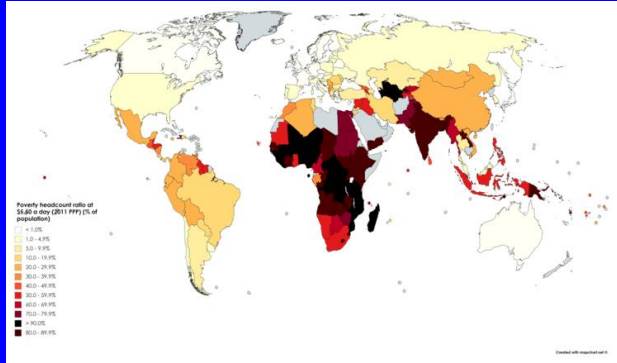 Poverty headcount ratio at
$5.60 a day (2011 PPP) (% of
population)
< 1.0%
1.0 - 4.9%
5.0 - 9.9%
10.0 - 19.9%
20.0 - 29.9%
30.0 - 39.9%
40.0 - 49.9%
50.0 - 59.9%
60.0 - 69.9%
70.0 - 79.9%
> 90.0%
80.0 - 89.9%
Created with mapchart.net ©